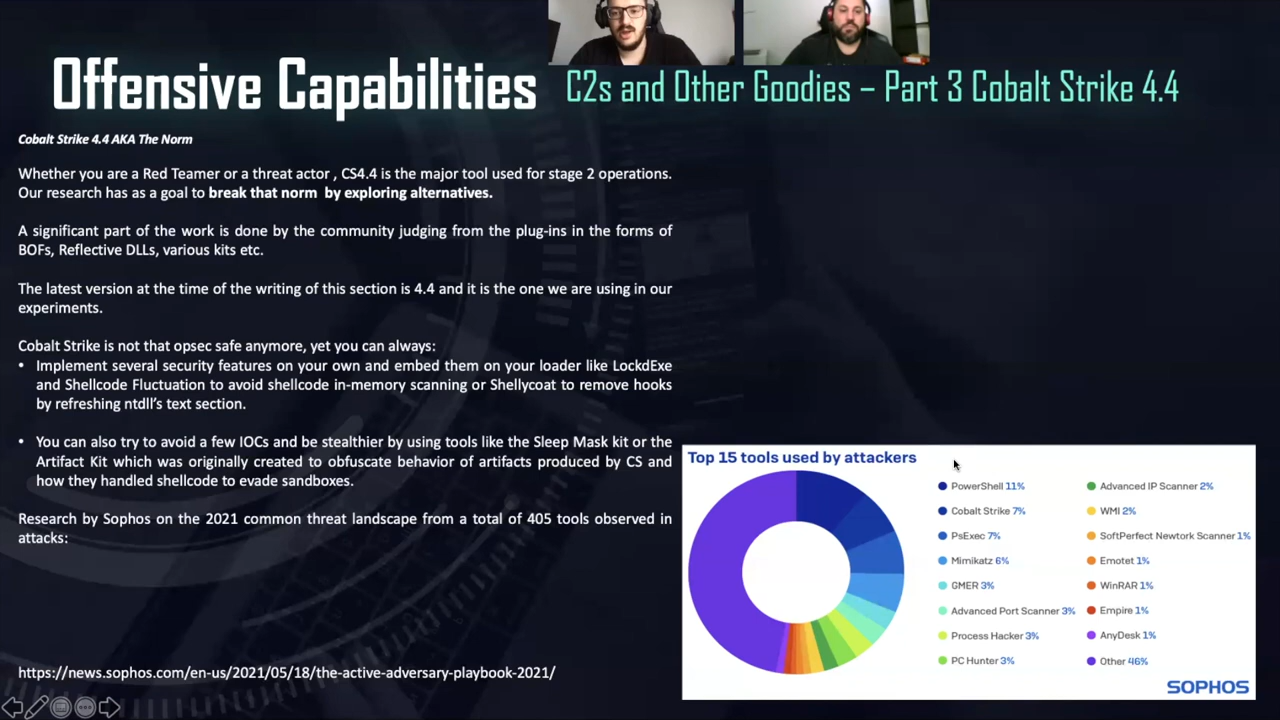 Offensive Capabilities
C2s and Other Goodies – Part 3 Cobalt Strike 4.4
Cobalt Strike 4.4 AKA The Norm
Whether you are a Red Teamer or a threat actor , CS4.4 is the major tool used for stage 2 operations.
Our research has as a goal to break that norm by exploring alternatives.
A significant part of the work is done by the community judging from the plug-ins in the forms of
BOFs, Reflective DLLs, various kits etc.
The latest version at the time of the writing of this section is 4.4 and it is the one we are using in our
experiments.
Cobalt Strike is not that opsec safe anymore, yet you can always:
• Implement several security features on your own and embed them on your loader like LockdExe
and Shellcode Fluctuation to avoid shellcode in-memory scanning or Shellycoat to remove hooks
by refreshing ntdll's text section.
• You can also try to avoid a few IOCs and be stealthier by using tools like the Sleep Mask kit or the
Artifact Kit which was originally created to obfuscate behavior of artifacts produced by CS and
how they handled shellcode to evade sandboxes.
Research by Sophos on the 2021 common threat landscape from a total of 405 tools observed in
attacks:
https://news.sophos.com/en-us/2021/05/18/the-active-adversary-playbook-2021/
Top 15 tools used by attackers
PowerShell 11%
Cobalt Strike 7%
PsExec 7%
Mimikatz 6%
GMER 3%
Advanced Port Scanner 3%
Process Hacker 3%
PC Hunter 3%
Advanced IP Scanner 2%
WMI 2%
SoftPerfect Newtork Scanner 1%
Emotet 1%
WinRAR 1%
Empire 1%
AnyDesk 1%
Other 46%
SOPHOS